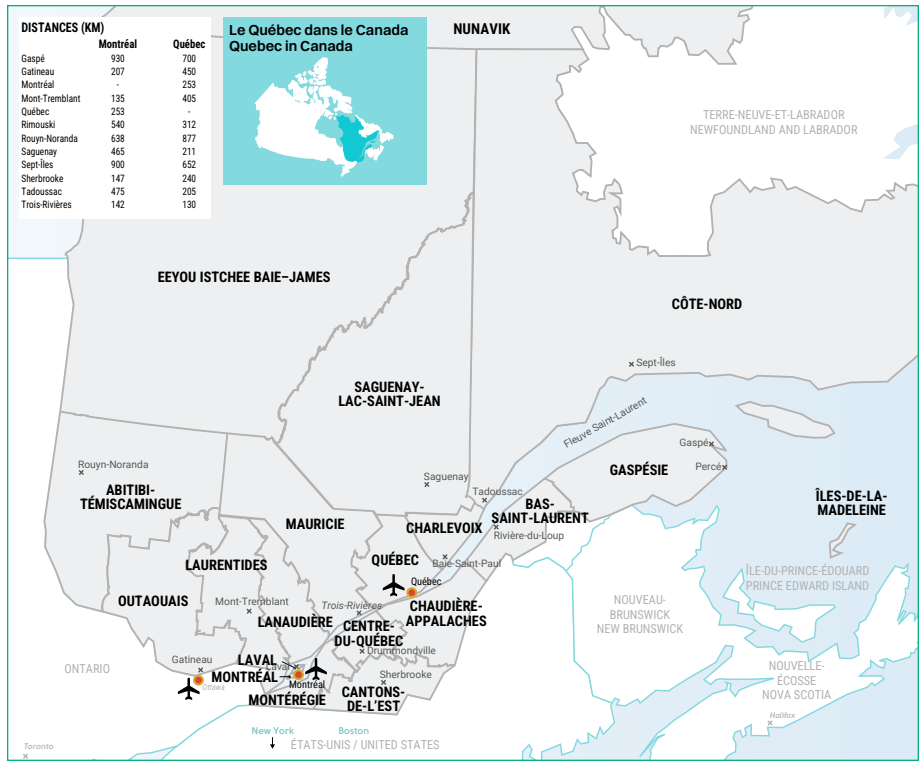 DISTANCES (KM)
Montréal Québec
Gaspé 930 700
Gatineau 207 450
Montréal - 253
Mont-Tremblant 135 405
Québec 253 -
Rimouski 540 312
Rouyn-Noranda 638 877
Saguenay 465 211
Sept-Îles 900 652
Sherbrooke 147 240
Tadoussac 475 205
Trois-Rivières 142 130
Le Québec dans le Canada
Quebec in Canada
NUNAVIK
TERRE-NEUVE-ET-LABRADOR
NEWFOUNDLAND AND LABRADOR
EEYOU ISTCHEE BAIE–JAMES
CÔTE-NORD
Sept-Îles
SAGUENAY-
LAC-SAINT-JEAN
Fleuve Saint-Laurent
Gaspé
Percé
GASPÉSIE
Rouyn-Noranda
ABITIBI-
TÉMISCAMINGUE
Saguenay
Tadoussac
BAS-
SAINT-LAURENT
Rivière-du-Loup
ÎLES-DE-LA-
MADELEINE
MAURICIE
CHARLEVOIX
QUÉBEC
Baie-Saint-Paul
LAURENTIDES
ÎLE-DU-PRINCE-ÉDOUARD
PRINCE EDWARD ISLAND
Québec
OUTAOUAIS
Mont-Tremblant
Trois-Rivières
CHAUDIÈRE-
APPALACHES
LANAUDIÈRE
CENTRE-
DU-QUÉBEC
NOUVEAU-
BRUNSWICK
NEW BRUNSWICK
Drummondville
ONTARIO
Gatineau
LAVAL
Laval
MONTRÉAL
Montréal
Sherbrooke
NOUVELLE-
ÉCOSSE
NOVA SCOTIA
Ottawa
MONTÉRÉGIE
CANTONS-
DE-L'EST
Halifax
New York
Boston
ÉTATS-UNIS / UNITED STATES
Toronto